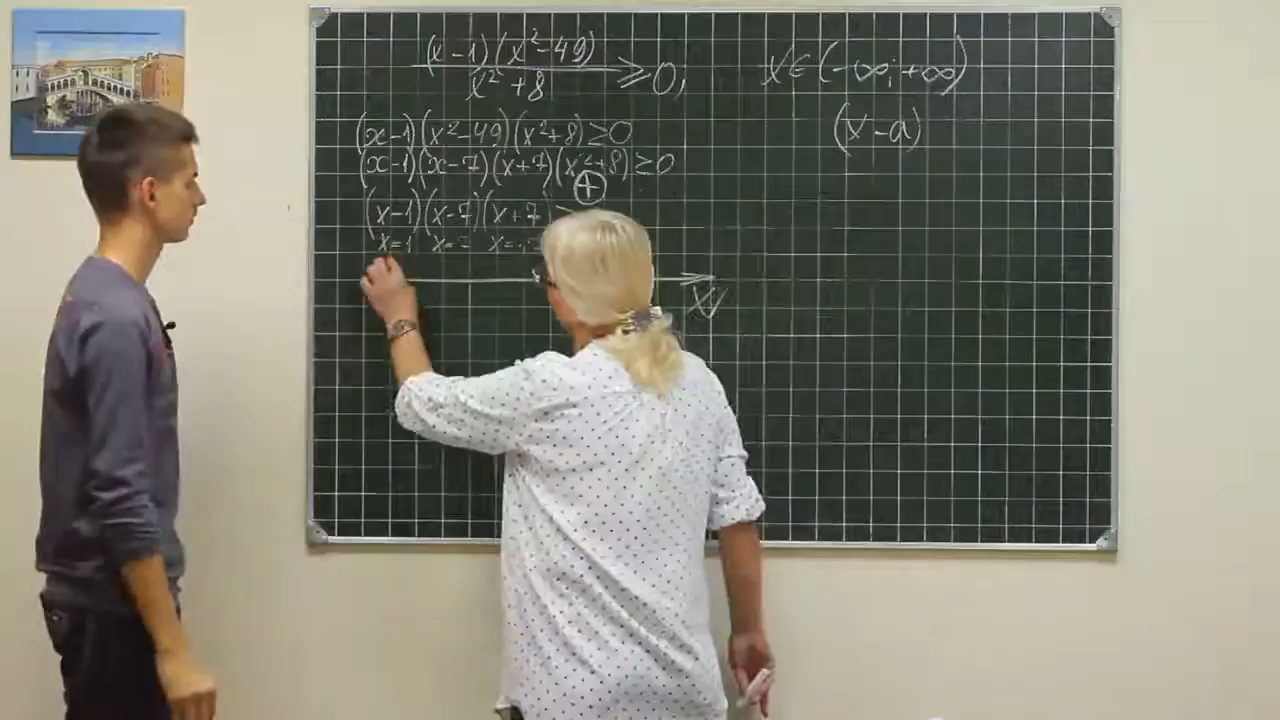 (x-1)(x²-49)
x²+8
≥0,
(x-1)(x²-49)(x²+8)≥0
(x-1)(x-7)(x+7)(x²+8)≥0
+
(x-1)(x-7)(x+7)
x=1 x=7
x
x∈(-∞;+∞)
(x-a)